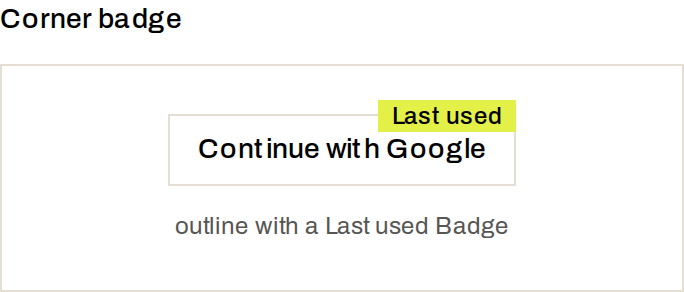 Corner badge
Last used
Continue with Google
outline with a Last used Badge